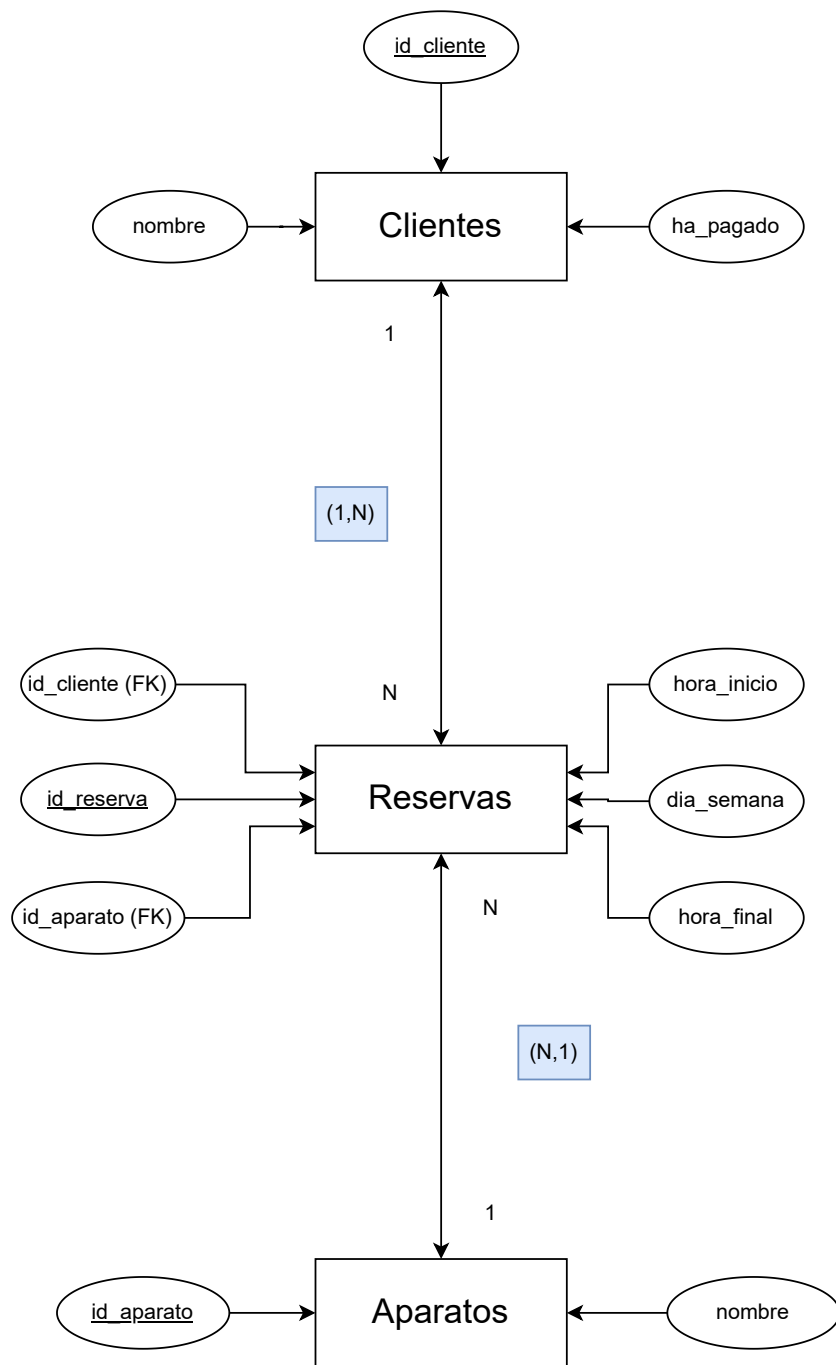 id_cliente
nombre
Clientes
ha_pagado
1
(1,N)
N
id_cliente (FK)
hora_inicio
id_reserva
Reservas
dia_semana
id_aparato (FK)
N
hora_final
(N,1)
1
id_aparato
Aparatos
nombre